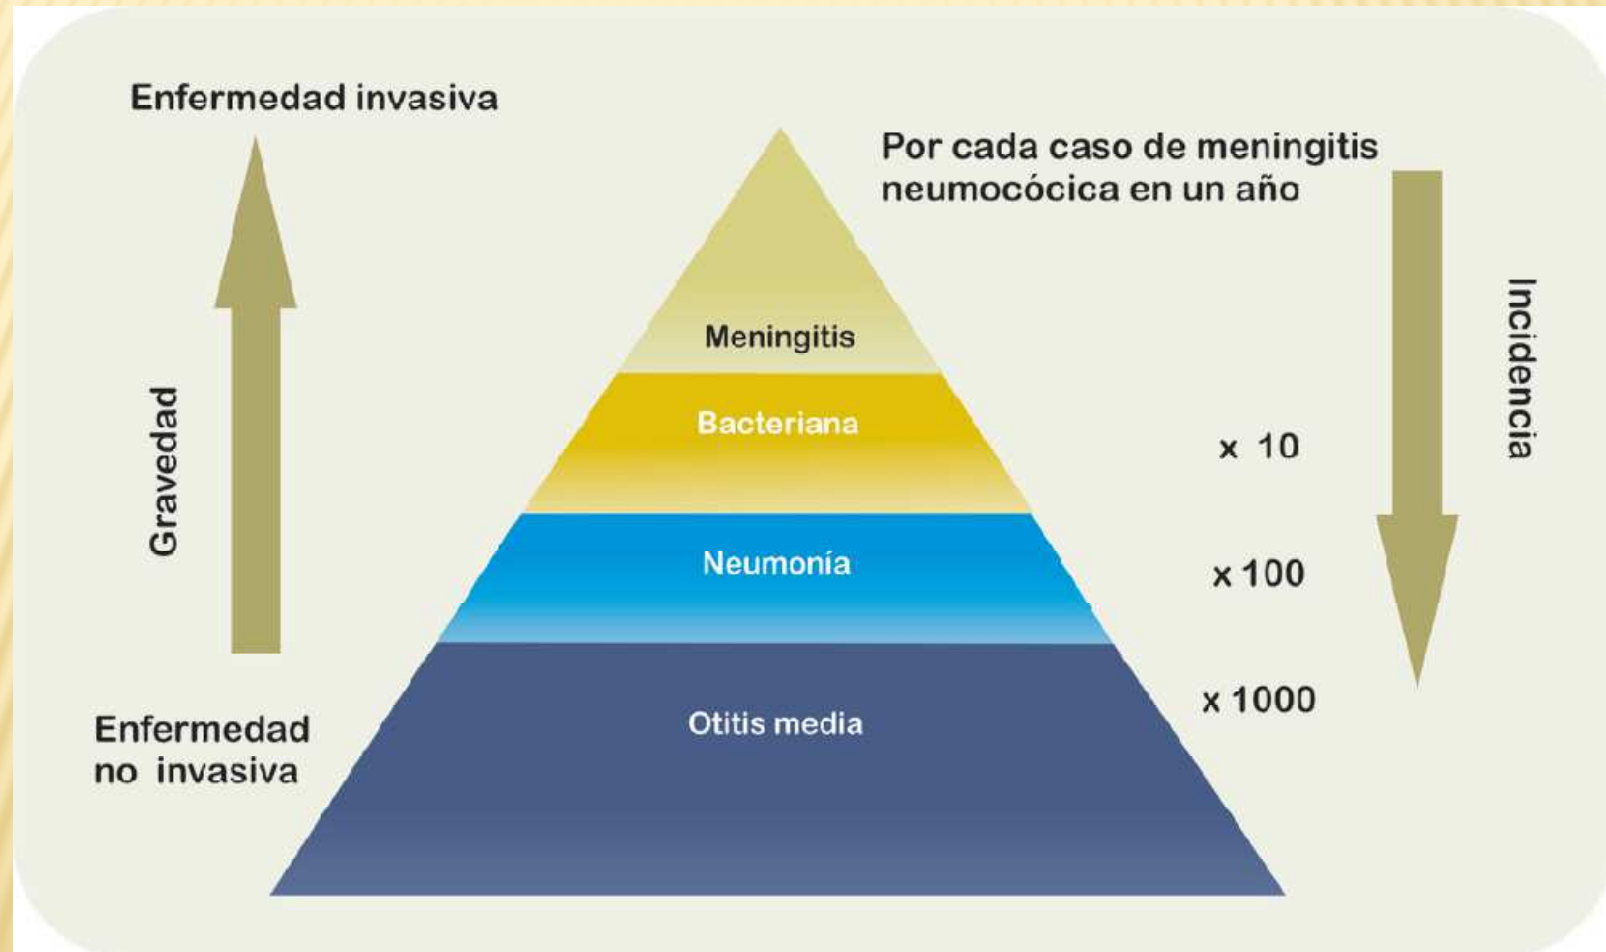 Enfermedad invasiva
Por cada caso de meningitis
neumocócica en un año
Gravedad
Incidencia
Meningitis
Bacteriana
x 10
Neumonía
x 100
Otitis media
x 1000
Enfermedad
no invasiva